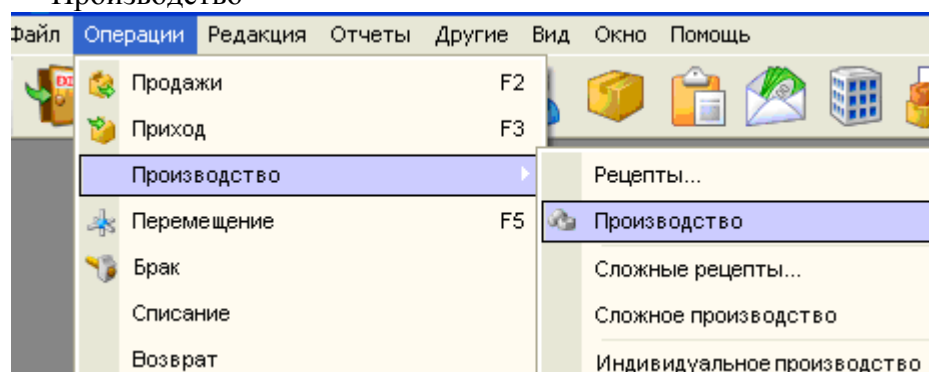 Производство
Файл Операции Редакция Отчеты Другие Вид Окно Помощь
Продажи F2
Приход F3
Производство
Рецепты...
Перемещение F5
Производство
Брак
Сложные рецепты...
Списание
Сложное производство
Возврат
Индивидуальное производство